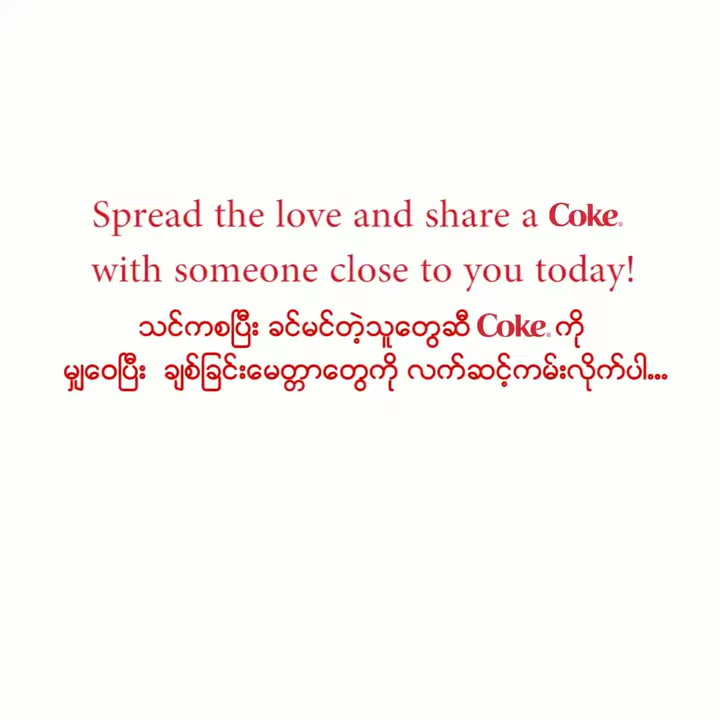 Spread the love and share a Coke®
with someone close to you today!
သင်ကစပြီး ခင်မင်တဲ့သူတွေဆီ Coke®ကို
မျှဝေပြီး ချစ်ခြင်းမေတ္တာတွေကို လက်ဆင့်ကမ်းလိုက်ပါ...